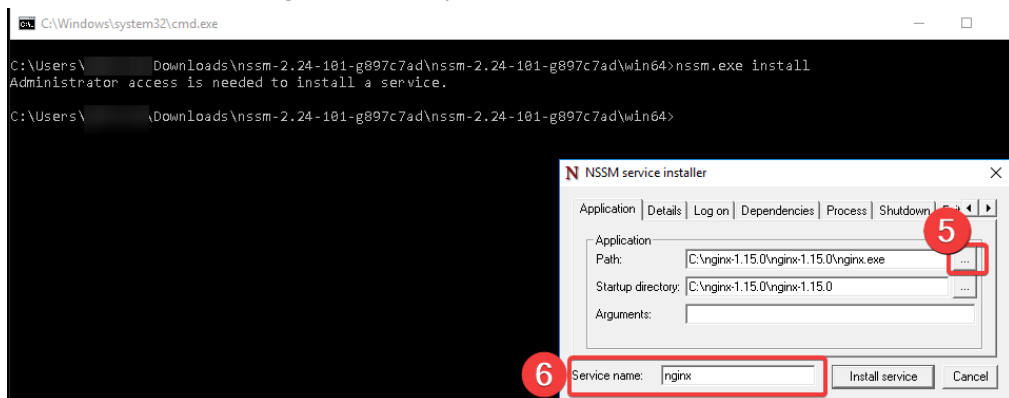 C:\Windows\system32\cmd.exe
C:\Users\ Downloads\nssm-2.24-101-g897c7ad\nssm-2.24-101-g897c7ad\win64>nssm.exe install
Administrator access is needed to install a service.
C:\Users\ \Downloads\nssm-2.24-101-g897c7ad\nssm-2.24-101-g897c7ad\win64>
N NSSM service installer
Application Details Log on Dependencies Process Shutdown
5
Application
Path: C:\nginx-1.15.0\nginx-1.15.0\nginx.exe ...
Startup directory: C:\nginx-1.15.0\nginx-1.15.0 ...
Arguments:
6
Service name: nginx Install service Cancel